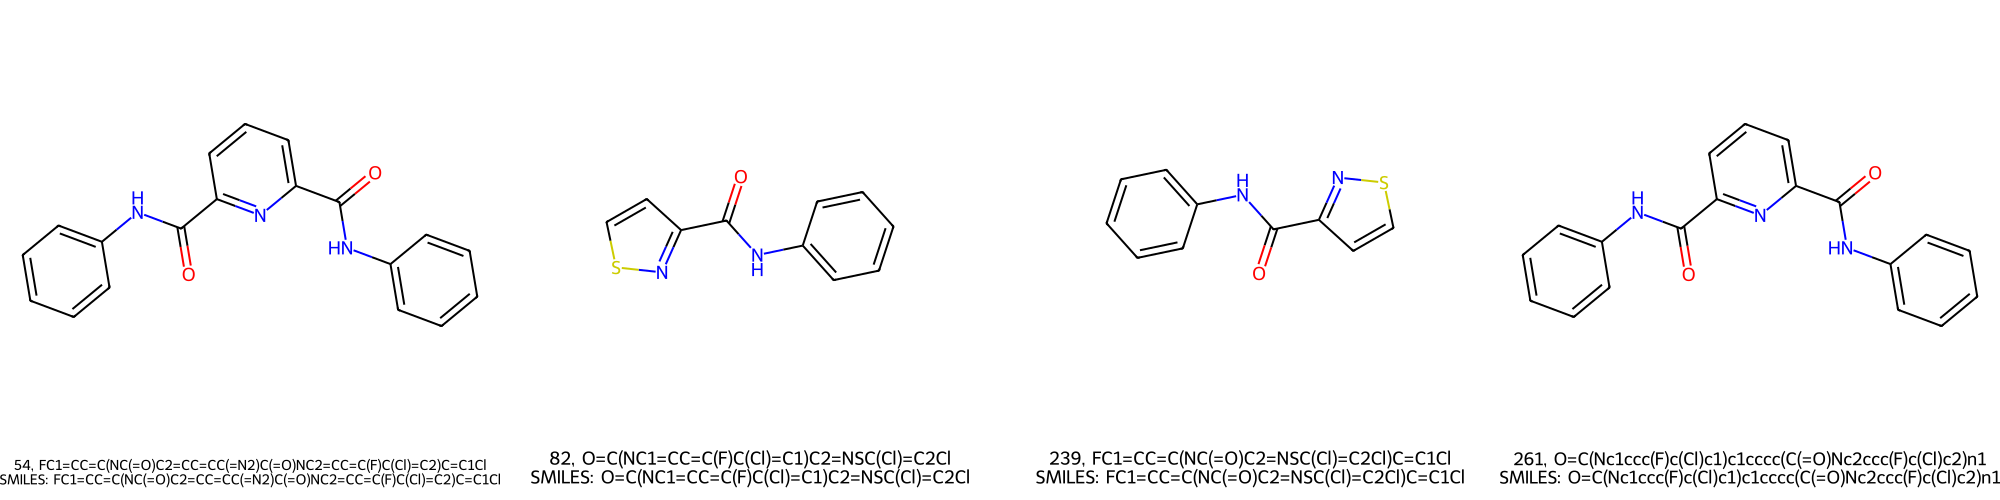 H
N
O
N
O
HN
O
S
N
N
H
H
N
O
N
S
H
N
O
N
O
HN
54, FC1=CC=C(NC(=O)C2=CC=CC(=N2)C(=O)NC2=CC=C(F)C(Cl)=C2)C=C1Cl
SMILES: FC1=CC=C(NC(=O)C2=CC=CC(=N2)C(=O)NC2=CC=C(F)C(Cl)=C2)C=C1Cl
82, O=C(NC1=CC=C(F)C(Cl)=C1)C2=NSC(Cl)=C2Cl
SMILES: O=C(NC1=CC=C(F)C(Cl)=C1)C2=NSC(Cl)=C2Cl
239, FC1=CC=C(NC(=O)C2=NSC(Cl)=C2Cl)C=C1Cl
SMILES: FC1=CC=C(NC(=O)C2=NSC(Cl)=C2Cl)C=C1Cl
261, O=C(Nc1ccc(F)c(Cl)c1)c1cccc(C(=O)Nc2ccc(F)c(Cl)c2)n1
SMILES: O=C(Nc1ccc(F)c(Cl)c1)c1cccc(C(=O)Nc2ccc(F)c(Cl)c2)n1